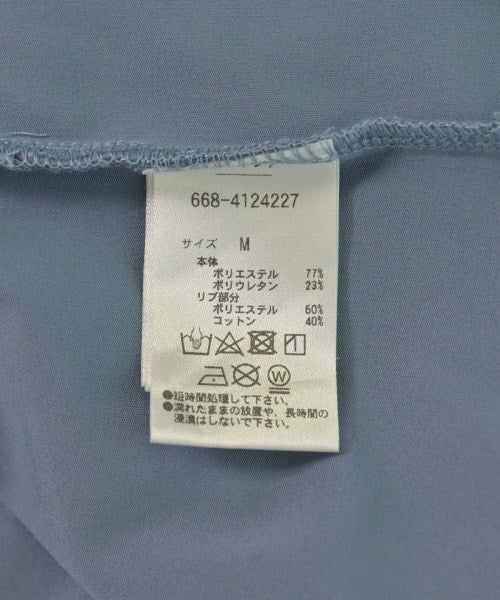 668-4124227
サイズ M
本体
ポリエステル 77%
ポリウレタン 23%
リブ部分
ポリエステル 60%
コットン 40%
●短時間処理して下さい。
●濡れたままの放置や、長時間の
浸漬はしないで下さい。